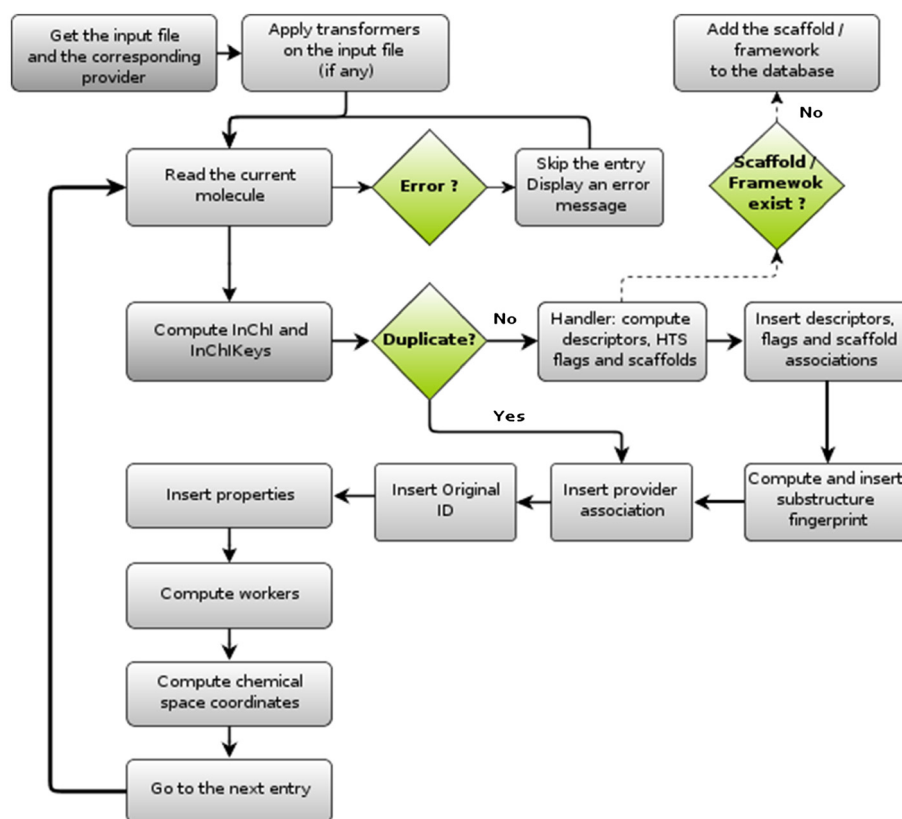 Get the input file
and the corresponding
provider
Apply transformers
on the input file
(if any)
Add the scaffold /
framework
to the database
No
Read the current
molecule
Error ?
Skip the entry
Display an error
message
Scaffold /
Framewok
exist ?
Compute InChI and
InChIKeys
Duplicate?
No
Handler: compute
descriptors, HTS
flags and scaffolds
Insert descriptors,
flags and scaffold
associations
Yes
Insert properties
Insert Original
ID
Insert provider
association
Compute and insert
substructure
fingerprint
Compute workers
Compute chemical
space coordinates
Go to the next entry